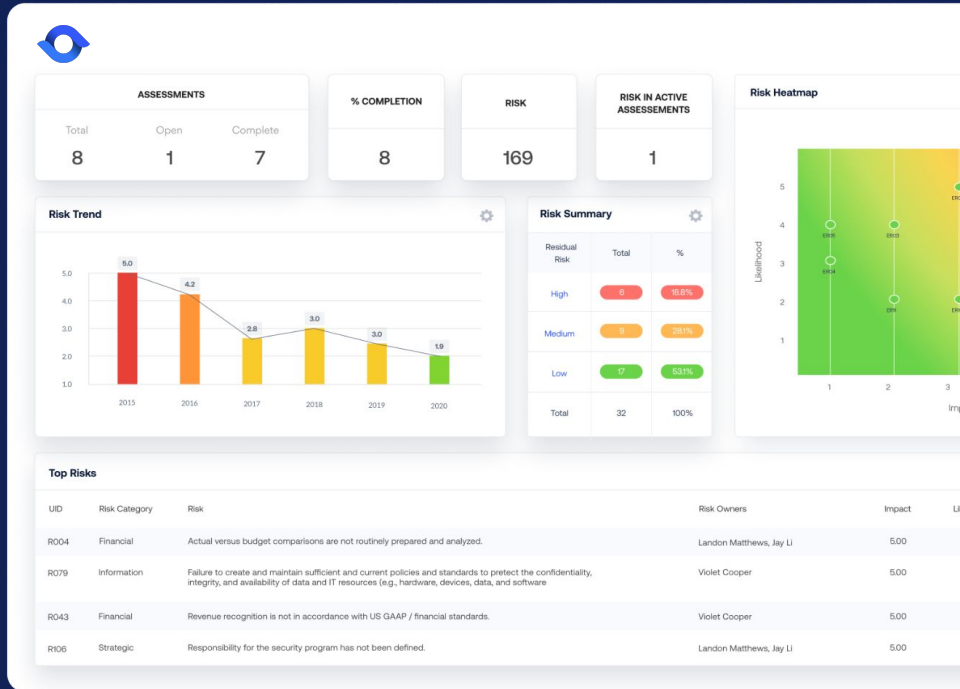 ASSESSMENTS
Total Open Complete
8 1 7
% COMPLETION
8
RISK
169
RISK IN ACTIVE
ASSESSEMENTS
1
Risk Heatmap
5
4
3
2
1
Likelihood
1 2 3
Risk Trend
5.0
4.0
3.0
2.0
1.0
5.0
4.2
2.8
3.0
3.0
1.9
2015 2016 2017 2018 2019 2020
Risk Summary
Residual
Risk
Total %
High 6 18.8%
Medium 9 28.1%
Low 17 53.1%
Total 32 100%
Top Risks
UID Risk Category Risk Risk Owners Impact
R004 Financial Actual versus budget comparisons are not routinely prepared and analyzed. Landon Matthews, Jay Li 5.00
R079 Information Failure to create and maintain sufficient and current policies and standards to protect the confidentiality, Violet Cooper 5.00
integrity, and availability of data and IT resources (e.g., hardware, devices, data, and software
R043 Financial Revenue recognition is not in accordance with US GAAP / financial standards. Violet Cooper 5.00
R106 Strategic Responsibility for the security program has not been defined. Landon Matthews, Jay Li 5.00